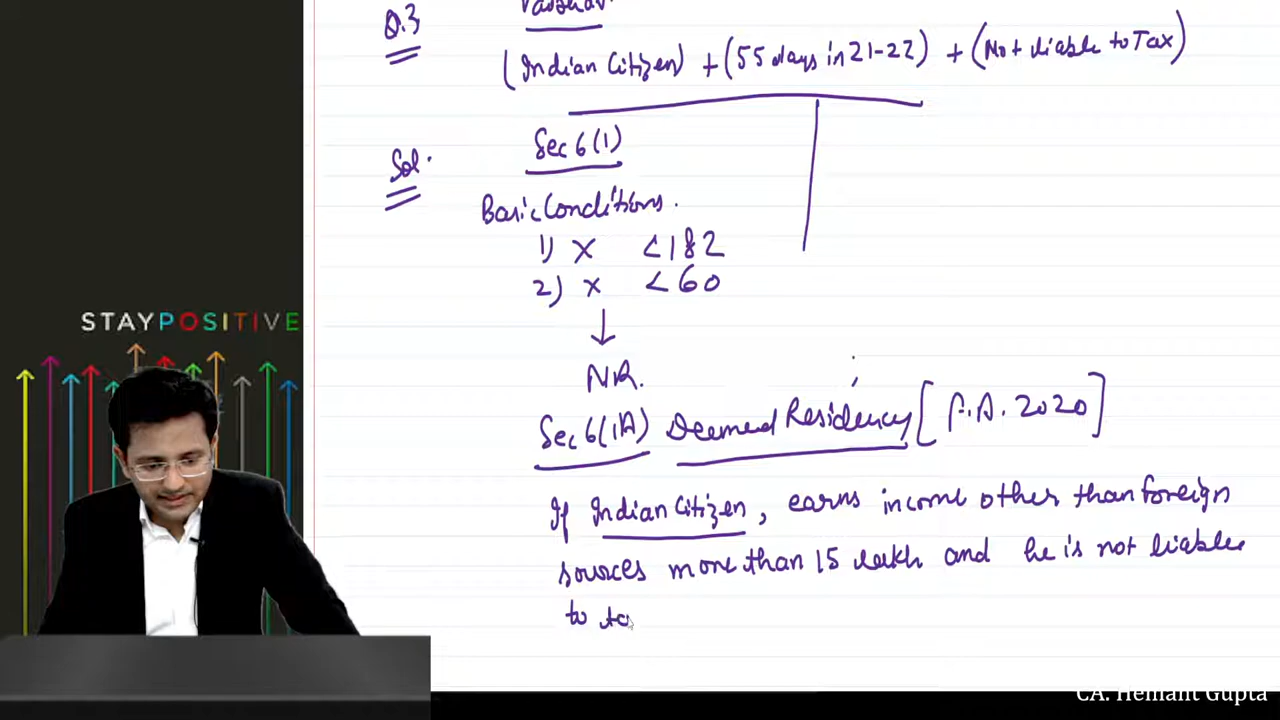 Q.3
(Indian Citizen) + (55 days in 21-22) + (Not liable to Tax)
Sol.
Sec 6(1)
Basic Conditions.
1) x <182
2) x <60
↓
NR.
Sec 6(1A) Deemed Residency [F.A. 2020]
If Indian Citizen, earns income other than foreign
sources more than 15 lakh and he is not liable
to ta
STAYPOSITIVE
CA. Hemant Gupta